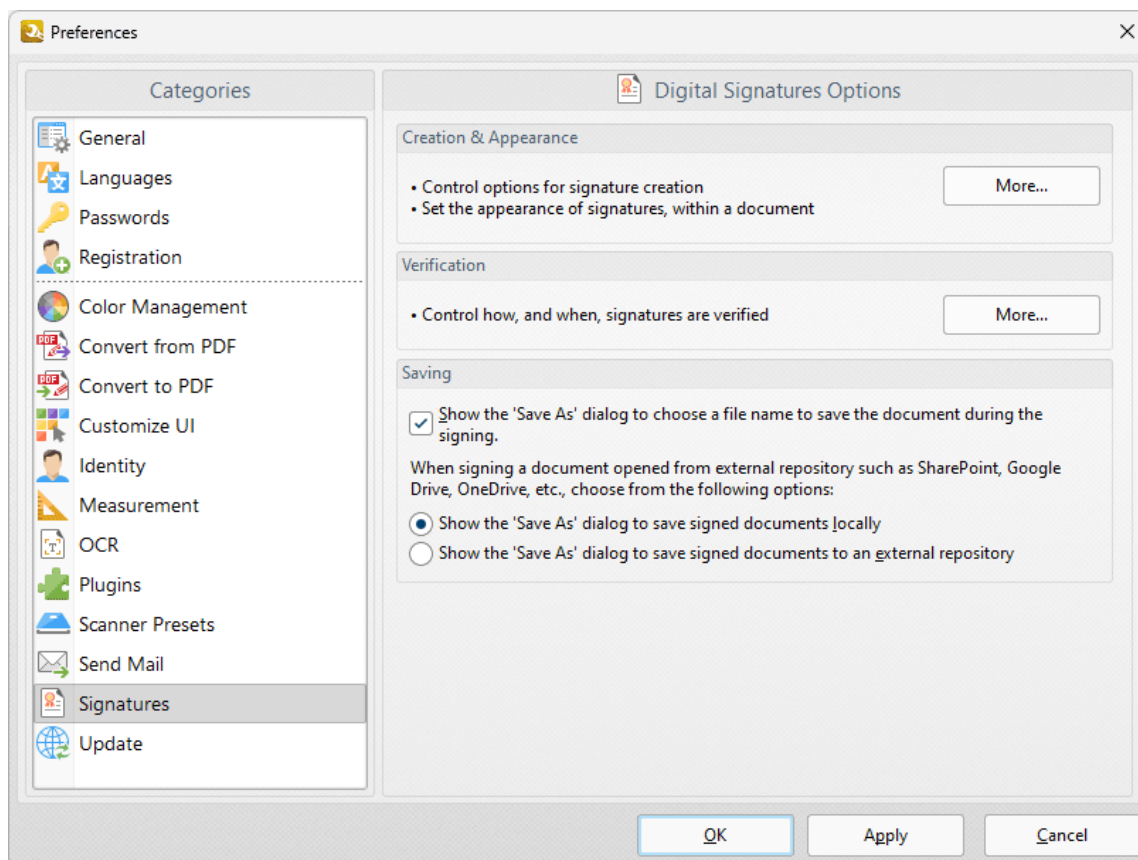 Preferences
Categories
General
Languages
Passwords
Registration
Color Management
Convert from PDF
Convert to PDF
Customize UI
Identity
Measurement
OCR
Plugins
Scanner Presets
Send Mail
Signatures
Update
Digital Signatures Options
Creation & Appearance
• Control options for signature creation
• Set the appearance of signatures, within a document
More...
Verification
• Control how, and when, signatures are verified
More...
Saving
Show the 'Save As' dialog to choose a file name to save the document during the
signing.
When signing a document opened from external repository such as SharePoint, Google
Drive, OneDrive, etc., choose from the following options:
Show the 'Save As' dialog to save signed documents locally
Show the 'Save As' dialog to save signed documents to an external repository
OK
Apply
Cancel